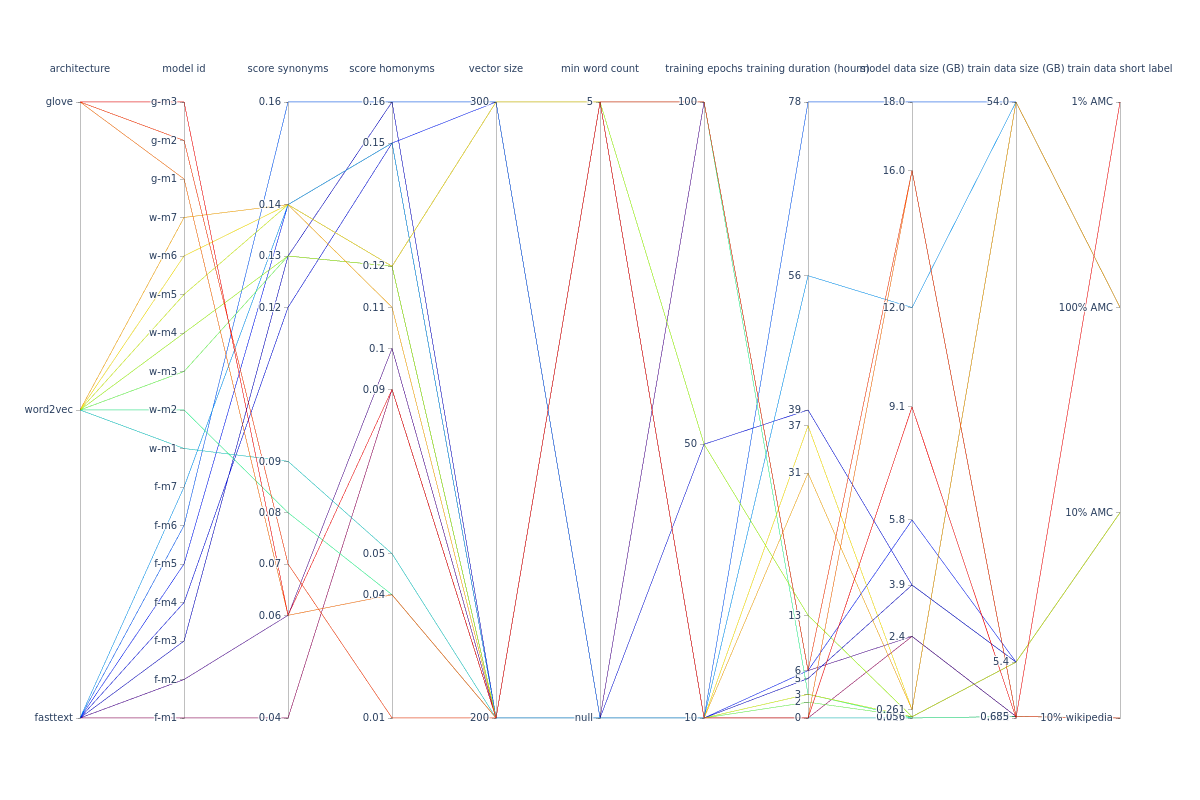 architecture model id score synonyms score homonyms vector size min word count training epochs training duration (hours) model data size (GB) train data size (GB) train data short label
glove g-m3 0.16 0.16 300 5 100 78 18.0 54.0 1% AMC
g-m2 0.15 16.0
g-m1
w-m7 0.14
w-m6 0.13 0.12 56
w-m5 0.12 0.11 12.0 100% AMC
w-m4 0.1
w-m3 0.09
word2vec w-m2 39 9.1
w-m1 0.09 50 37
f-m7 31
f-m6 0.08 5.8 10% AMC
f-m5 0.07 0.05
f-m4 0.06 0.04 13 3.9
f-m3 2.4
f-m2 6 5.4
5
3
2 0.261
fasttext f-m1 0.04 0.01 200 null 10 0 0,056 0,685 10% wikipedia